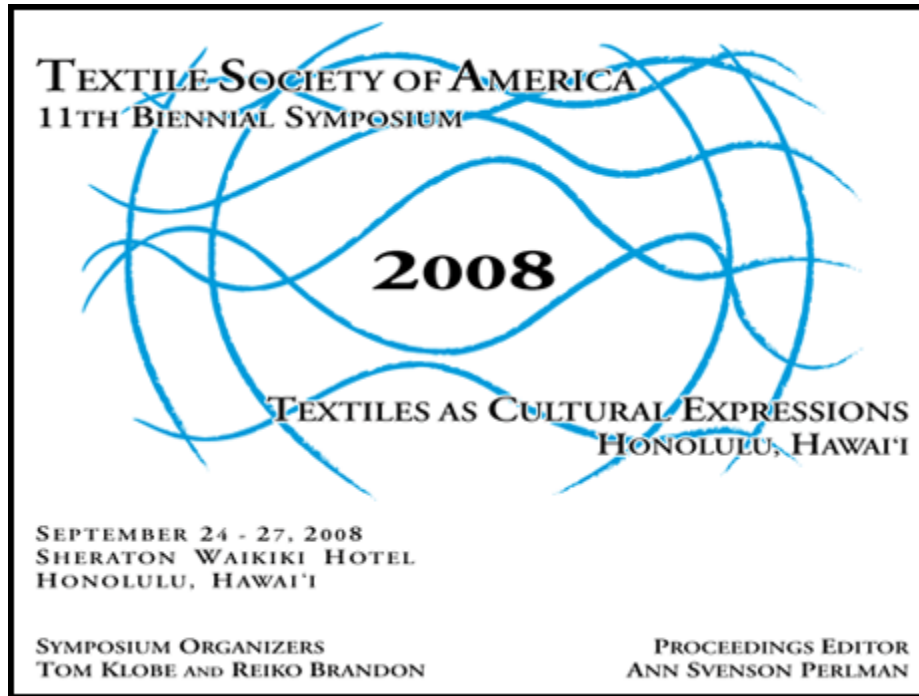 TEXTILE SOCIETY OF AMERICA
11TH BIENNIAL SYMPOSIUM
2008
TEXTILES AS CULTURAL EXPRESSIONS
HONOLULU, HAWAI‘I
SEPTEMBER 24 - 27, 2008
SHERATON WAIKIKI HOTEL
HONOLULU, HAWAI‘I
SYMPOSIUM ORGANIZERS
TOM KLOBE AND REIKO BRANDON
PROCEEDINGS EDITOR
ANN SVENSON PERLMAN